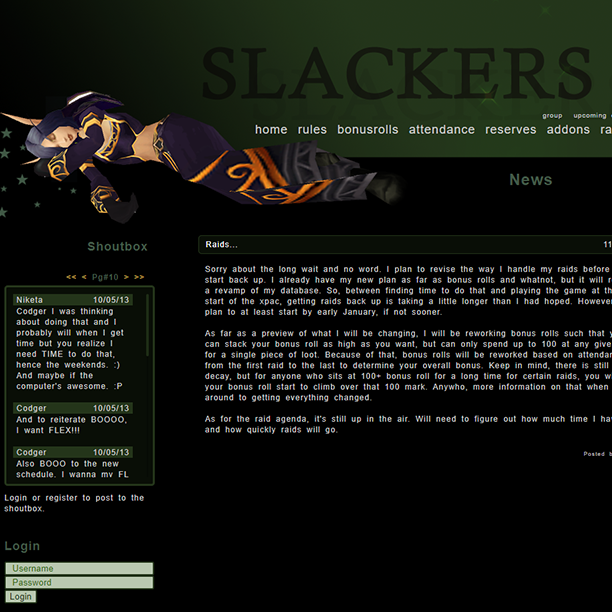 SLACKERS
group upcoming
home rules bonusrolls attendance reserves addons ra
News
Shoutbox
<< < Pg#10 > >>
Niketa 10/05/13
Codger I was thinking
about doing that and I
probably will when I get
time but you realize I
need TIME to do that,
hence the weekends. :)
And maybe if the
computer's awesome. :P
Codger 10/05/13
And to reiterate BOOOO,
I want FLEX!!!
Codger 10/05/13
Also BOOO to the new
schedule. I wanna my FL
Login or register to post to the
shoutbox.
Login
Username
Password
Login
Raids... 11
Sorry about the long wait and no word. I plan to revise the way I handle my raids before
start back up. I already have my new plan as far as bonus rolls and whatnot, but it will re
a revamp of my database. So, between finding time to do that and playing the game at th
start of the xpac, getting raids back up is taking a little longer than I had hoped. Howeve
plan to at least start by early January, if not sooner.
As far as a preview of what I will be changing, I will be reworking bonus rolls such that y
can stack your bonus roll as high as you want, but can only spend up to 100 at any give
for a single piece of loot. Because of that, bonus rolls will be reworked based on attendar
from the first raid to the last to determine your overall bonus. Keep in mind, there is still
decay, but for anyone who sits at 100+ bonus roll for a long time for certain raids, you w
your bonus roll start to climb over that 100 mark. Anywho, more information on that when
around to getting everything changed.
As for the raid agenda, it's still up in the air. Will need to figure out how much time I ha
and how quickly raids will go.
Posted b